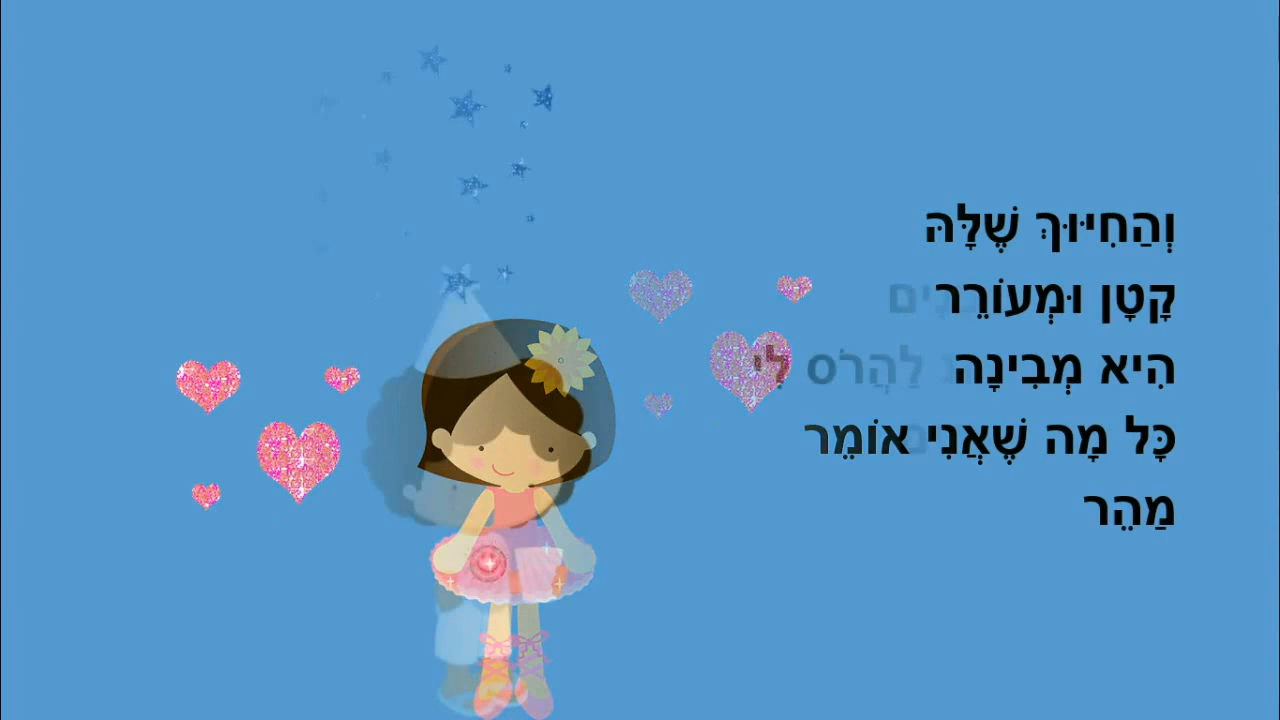 וְהַחִיּוּךְ שֶׁלָּהּ
קָטָן וּמְעוֹרֵר
הִיא מְבִינָה לַהֲרֹס לִי
כָּל מָה שֶׁאֲנִי אוֹמֵר
מַהֵר